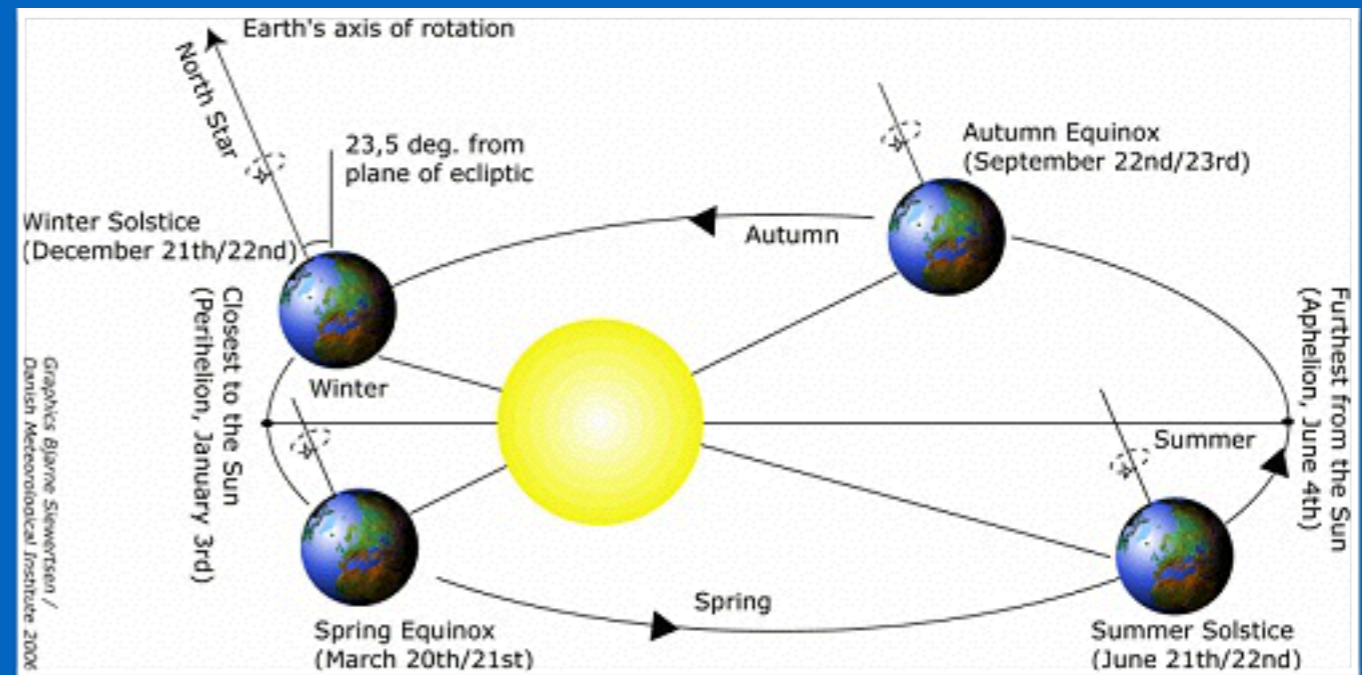 Earth's axis of rotation
North Star
23,5 deg. from
plane of ecliptic
Autumn Equinox
(September 22nd/23rd)
Winter Solstice
(December 21th/22nd)
Autumn
Closest to the Sun
(Perihelion, January 3rd)
Furthest from the Sun
(Aphelion, June 4th)
Winter
Summer
Graphics Bjarne Siewertsen /
Danish Meteorological Institute 2006
Spring
Spring Equinox
(March 20th/21st)
Summer Solstice
(June 21th/22nd)